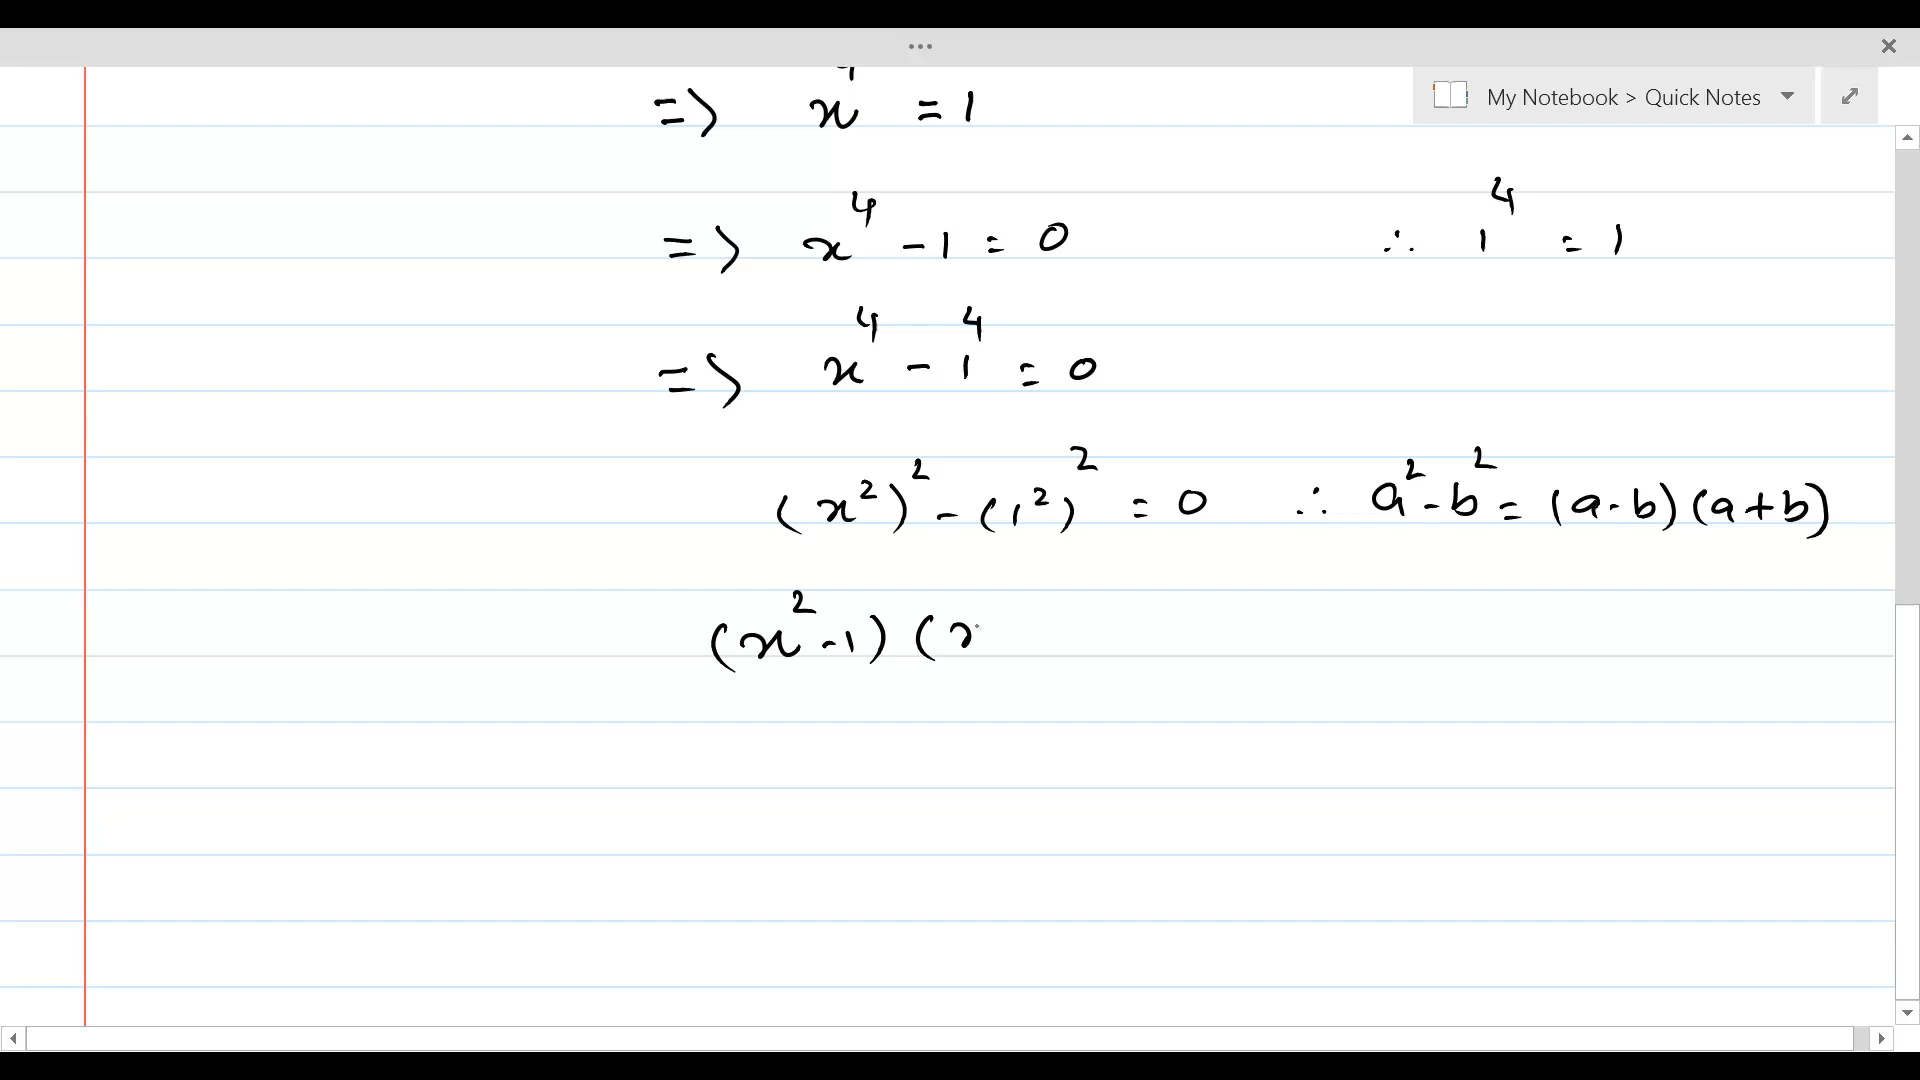 ...
My Notebook > Quick Notes
=> x⁴ = 1
=> x⁴ - 1 = 0 ∴ 1⁴ = 1
=> x⁴ - 1⁴ = 0
(x²)² - (1²)² = 0 ∴ a² - b² = (a - b)(a + b)
(x² - 1) (x